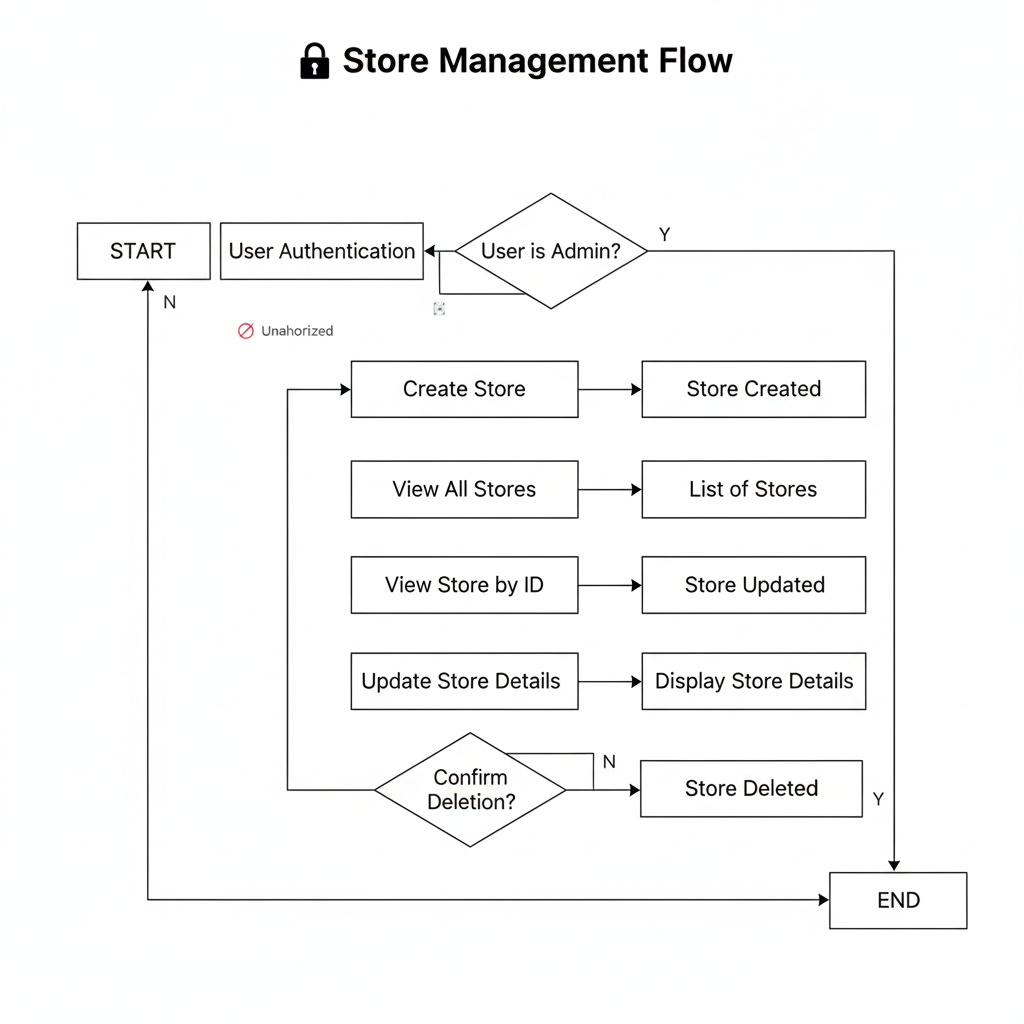 Store Management Flow
START
User Authentication
User is Admin?
Y
N
Unahorized
Create Store
Store Created
View All Stores
List of Stores
View Store by ID
Store Updated
Update Store Details
Display Store Details
Confirm
Deletion?
N
Store Deleted
Y
END